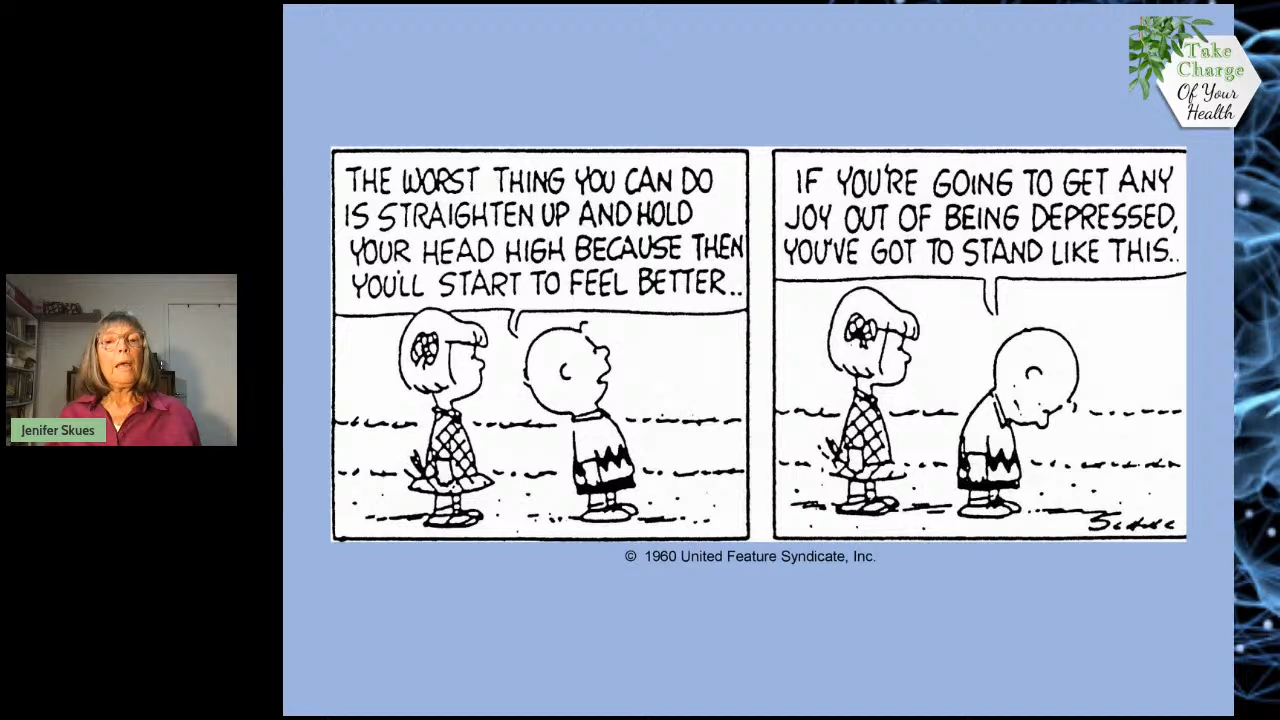 Take
Charge
Of Your
Health
THE WORST THING YOU CAN DO
IS STRAIGHTEN UP AND HOLD
YOUR HEAD HIGH BECAUSE THEN
YOU'LL START TO FEEL BETTER..
IF YOU'RE GOING TO GET ANY
JOY OUT OF BEING DEPRESSED,
YOU'VE GOT TO STAND LIKE THIS..
Jenifer Skues
© 1960 United Feature Syndicate, Inc.